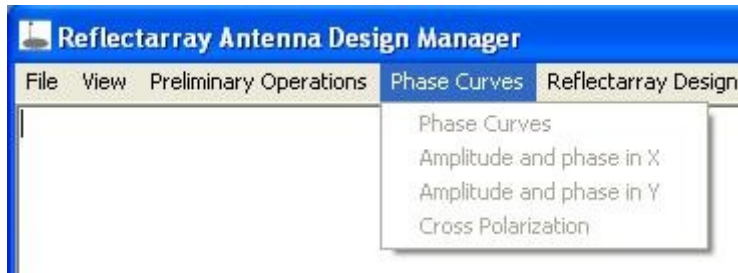 Reflectarray Antenna Design Manager
File View Preliminary Operations Phase Curves Reflectarray Design
Phase Curves
Amplitude and phase in X
Amplitude and phase in Y
Cross Polarization